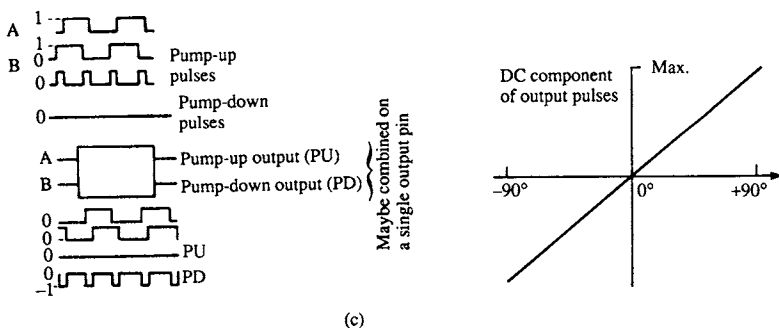 A 1
1
0
B
0
Pump-up
pulses
0
Pump-down
pulses
A
B
Pump-up output (PU)
Pump-down output (PD)
Maybe combined on
a single output pin
0
0
0
PU
0
−1
PD
DC component
of output pulses
Max.
−90°
0°
+90°
(c)